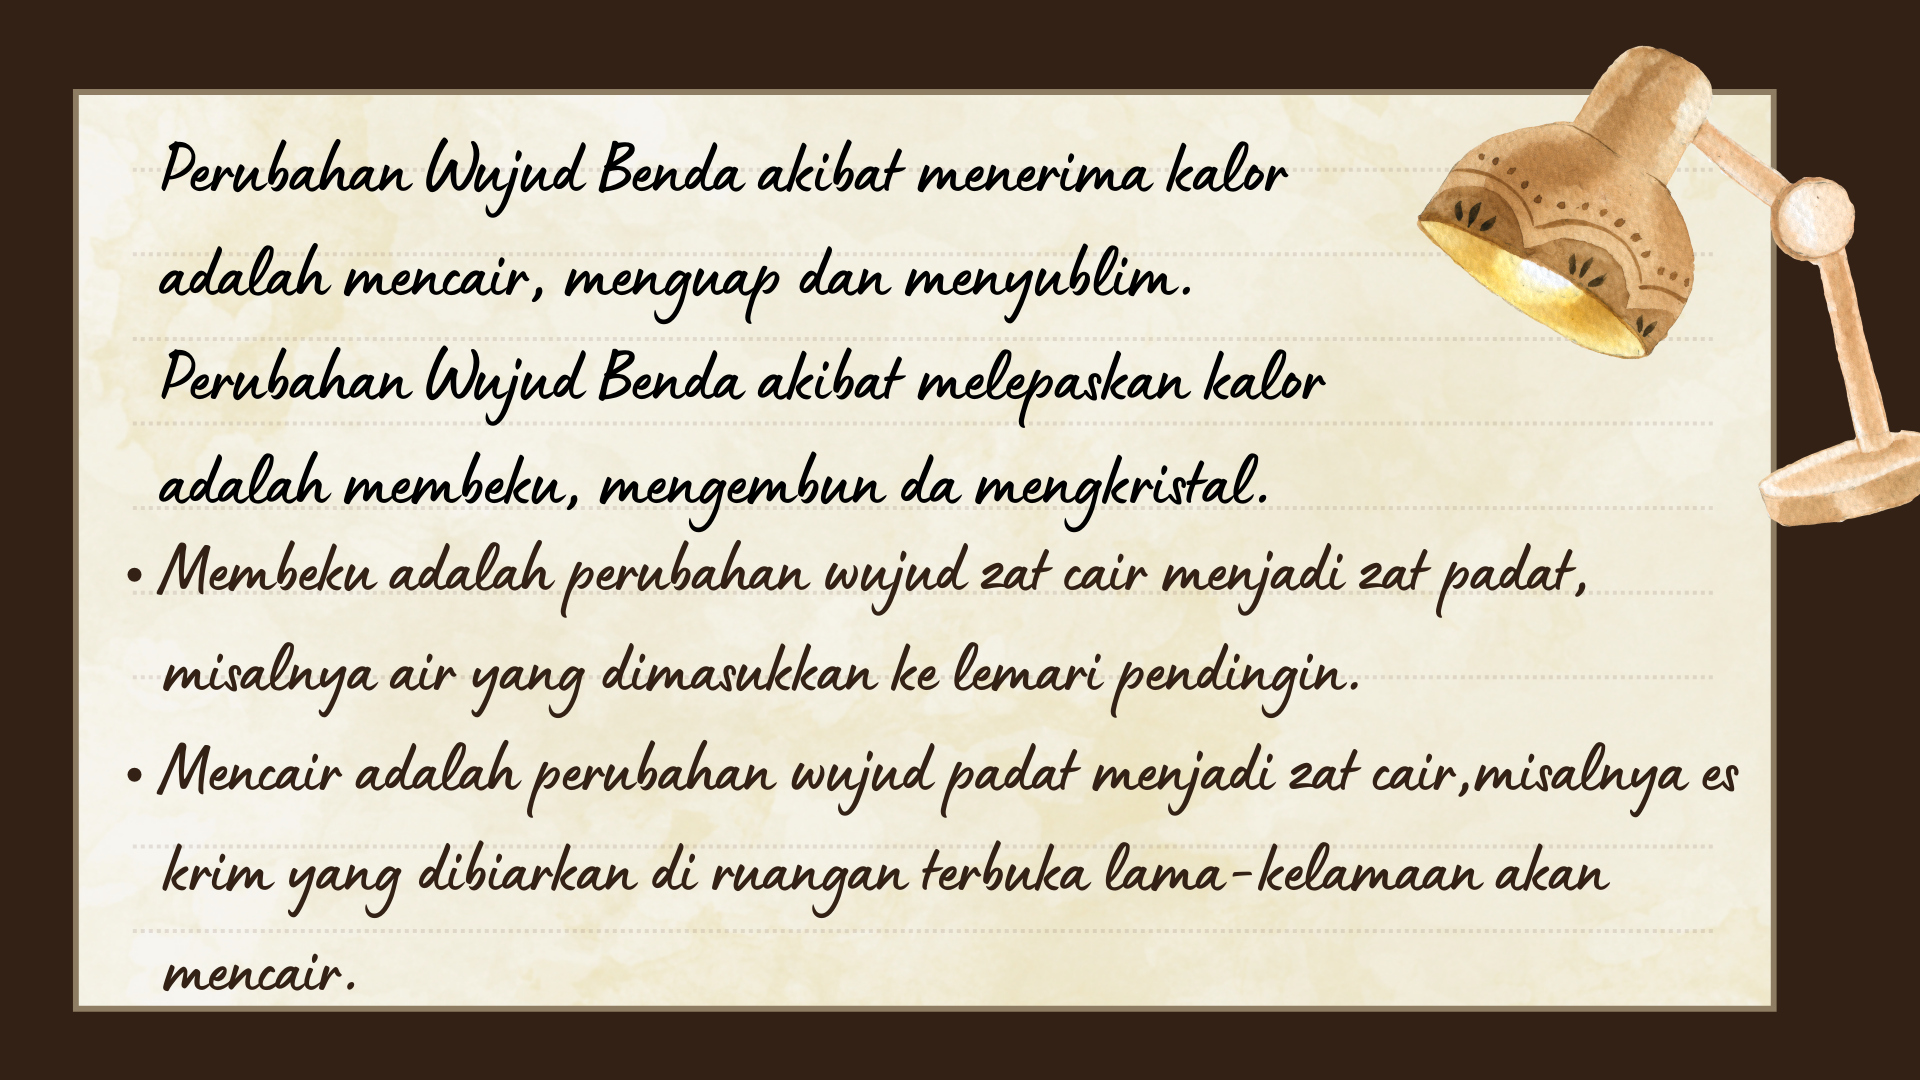 Perubahan Wujud Benda akibat menerima kalor
adalah mencair, menguap dan menyublim.
Perubahan Wujud Benda akibat melepaskan kalor
adalah membeku, mengembun da mengkristal.
• Membeku adalah perubahan wujud zat cair menjadi zat padat,
misalnya air yang dimasukkan ke lemari pendingin.
• Mencair adalah perubahan wujud padat menjadi zat cair,misalnya es
krim yang dibiarkan di ruangan terbuka lama-kelamaan akan
mencair.